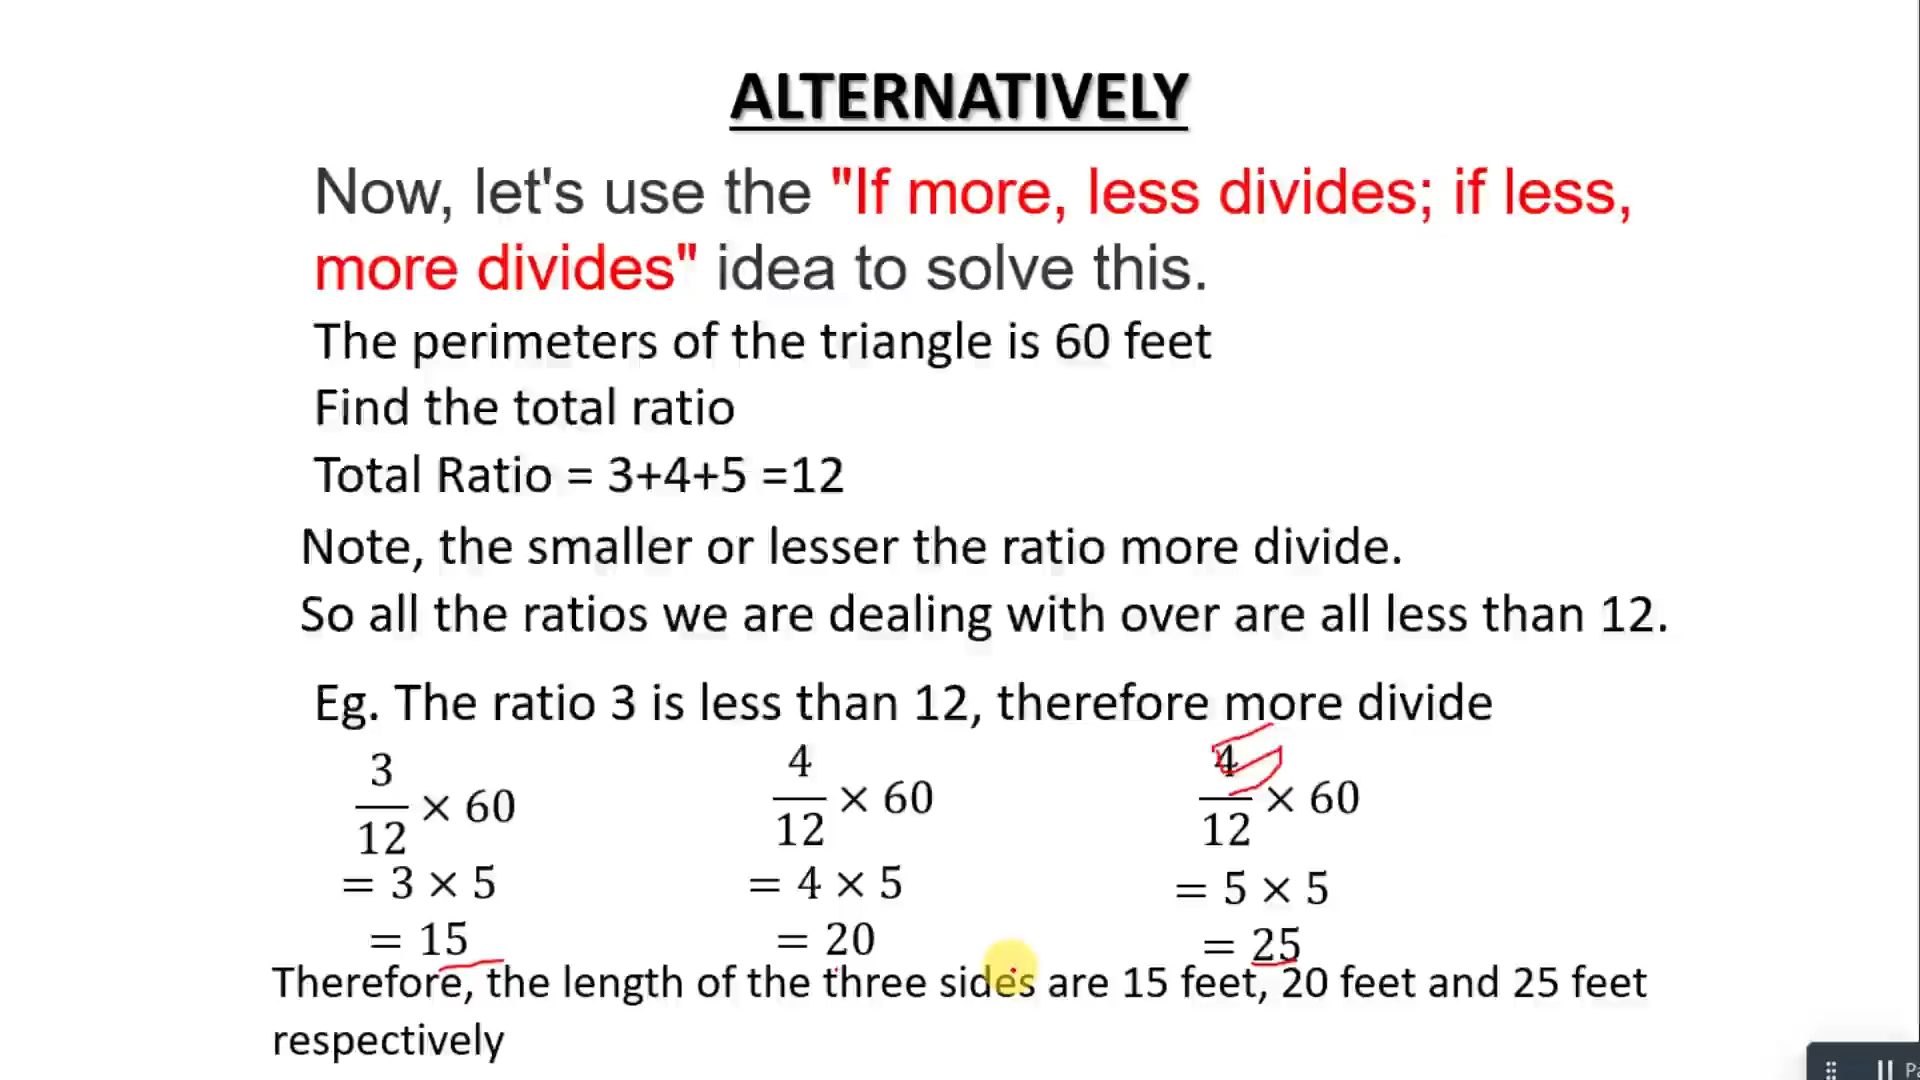 ALTERNATIVELY
Now, let's use the "If more, less divides; if less,
more divides" idea to solve this.
The perimeters of the triangle is 60 feet
Find the total ratio
Total Ratio = 3+4+5 =12
Note, the smaller or lesser the ratio more divide.
So all the ratios we are dealing with over are all less than 12.
Eg. The ratio 3 is less than 12, therefore more divide
3/12 × 60 4/12 × 60 4/12 × 60
= 3 × 5 = 4 × 5 = 5 × 5
= 15 = 20 = 25
Therefore, the length of the three sides are 15 feet, 20 feet and 25 feet
respectively